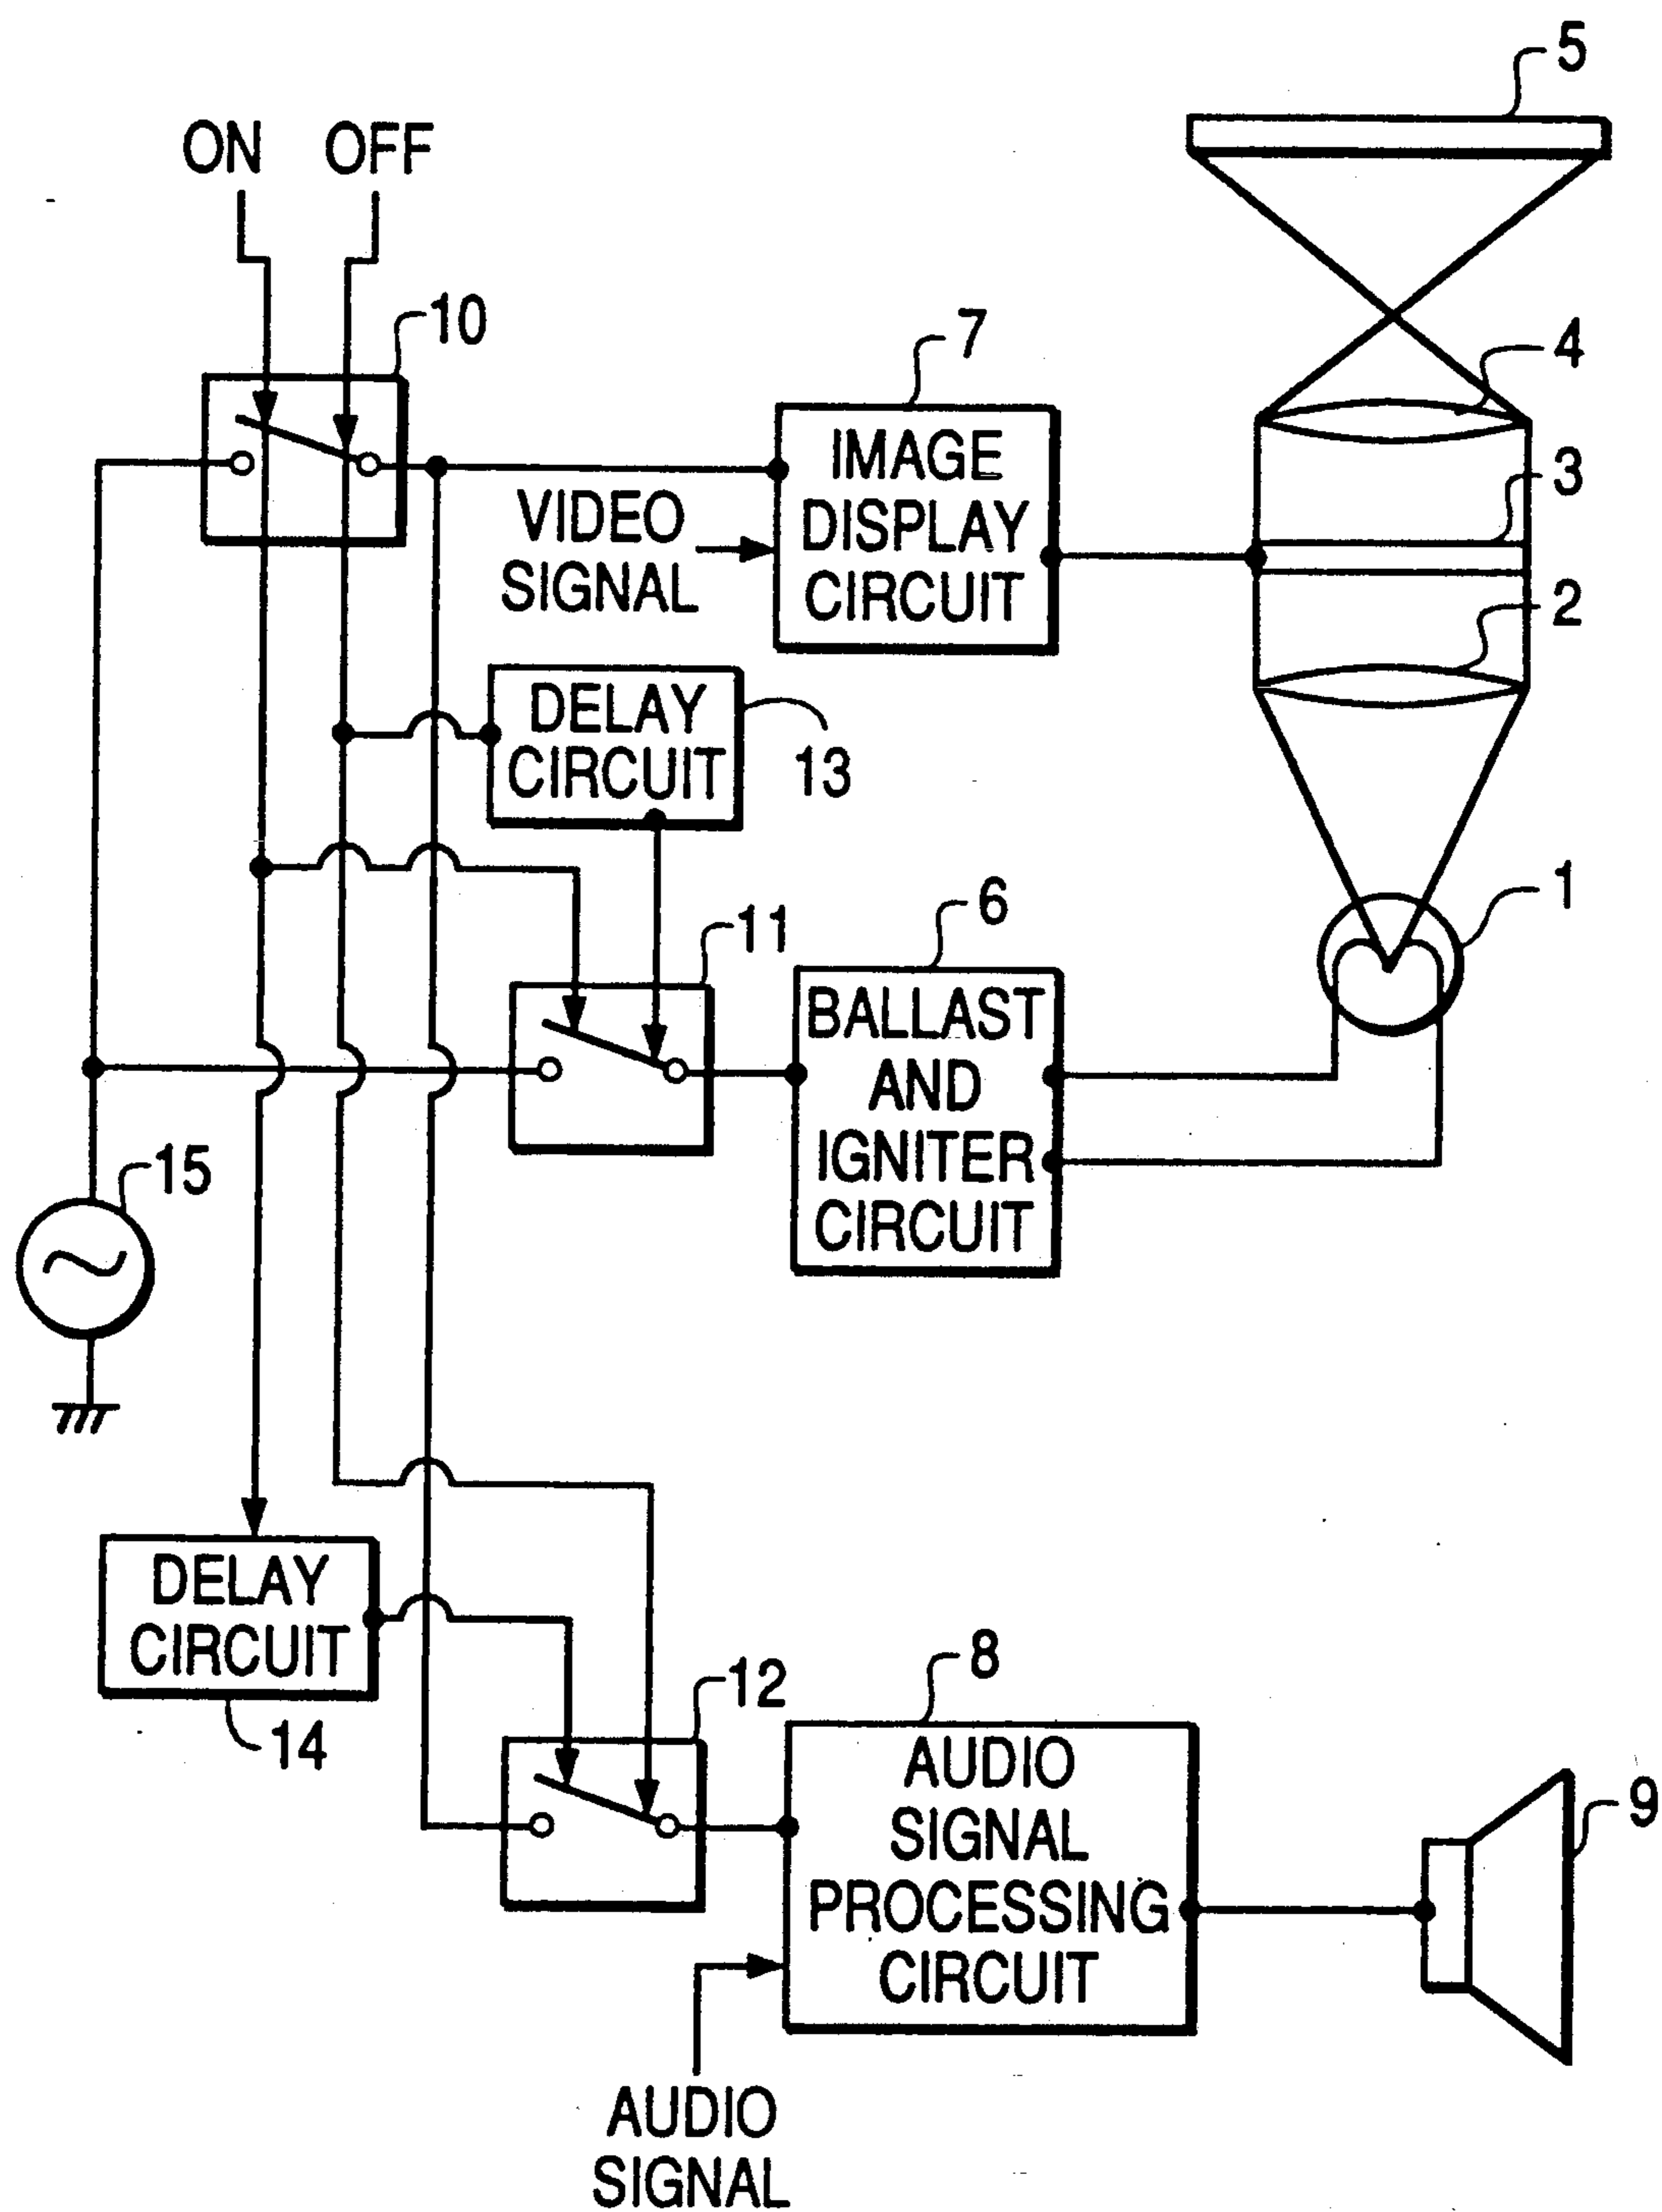 5
ON OFF
10
7
4
IMAGE
DISPLAY
CIRCUIT
VIDEO
SIGNAL
3
2
DELAY
CIRCUIT
13
1
11
6
BALLAST
AND
IGNITER
CIRCUIT
15
DELAY
CIRCUIT
14
12
8
AUDIO
SIGNAL
PROCESSING
CIRCUIT
9
AUDIO
SIGNAL